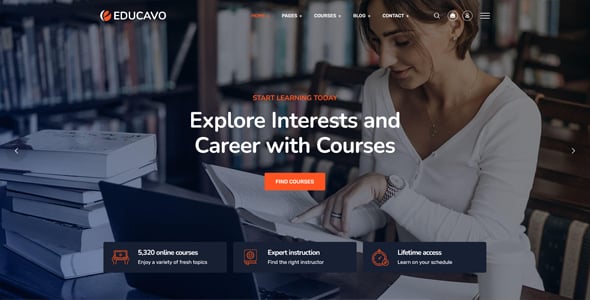 EDUCAVO
HOME +
PAGES +
COURSES +
BLOG +
CONTACT +
START LEARNING TODAY
Explore Interests and
Career with Courses
FIND COURSES
5,320 online courses
Enjoy a variety of fresh topics
Expert instruction
Find the right instructor
Lifetime access
Learn on your schedule